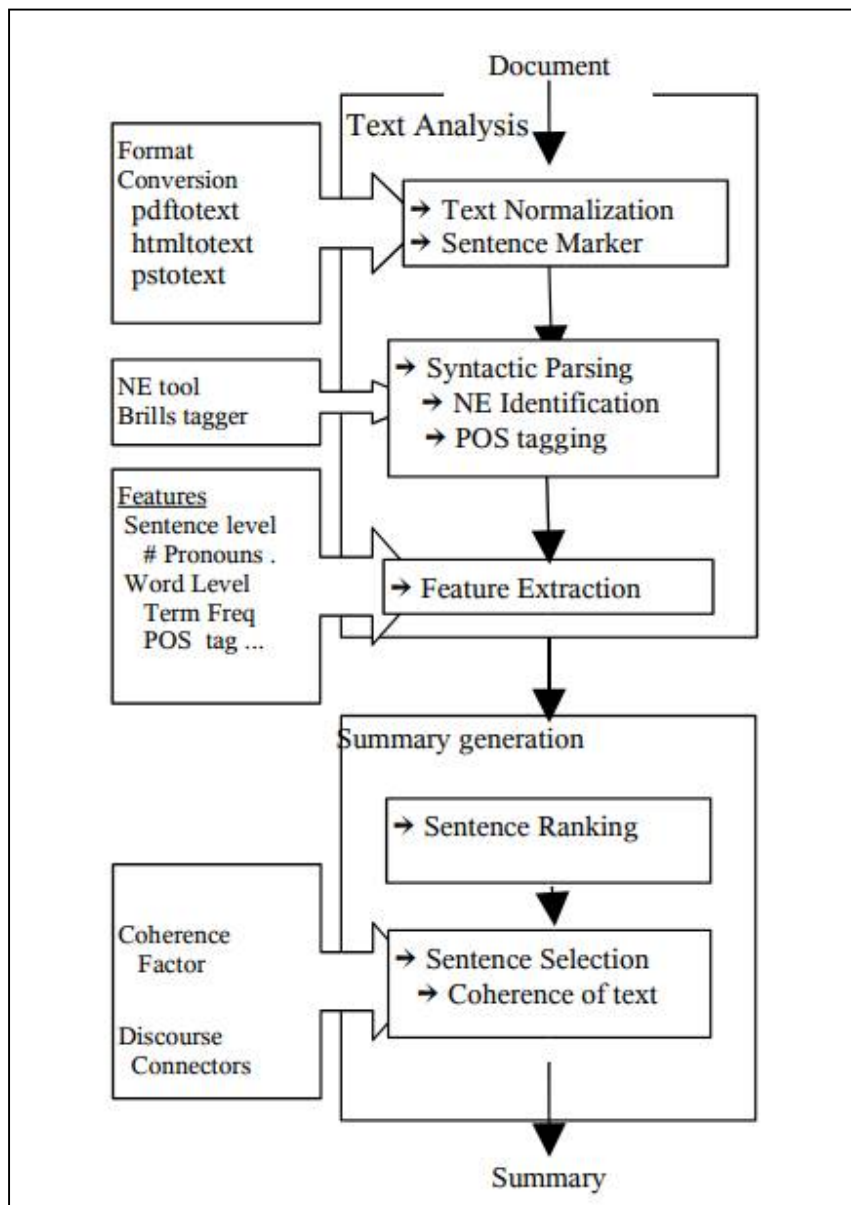 Document
Text Analysis
Format
Conversion
pdftotext
htmltotext
pstotext
→ Text Normalization
→ Sentence Marker
NE tool
Brills tagger
→ Syntactic Parsing
→ NE Identification
→ POS tagging
Features
Sentence level
# Pronouns .
Word Level
Term Freq
POS tag ...
→ Feature Extraction
Summary generation
→ Sentence Ranking
Coherence
Factor
Discourse
Connectors
→ Sentence Selection
→ Coherence of text
Summary